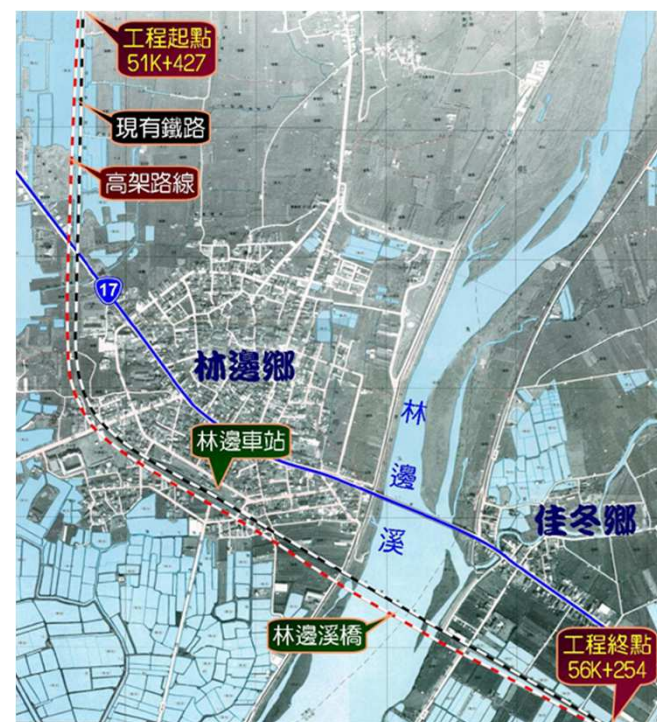 工程起點
51K+427
現有鐵路
高架路線
17
林邊鄉
林邊車站
林
邊
溪
佳冬鄉
林邊溪橋
工程終點
56K+254